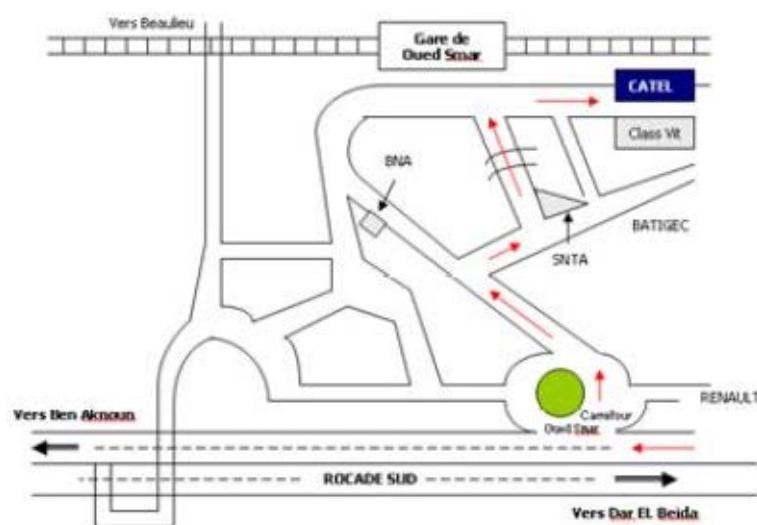 Vers Beaulieu
Gare de
Oued Smar
CATEL
Class Vit
BNA
BATIGEC
SNTA
RENAULT
Vers Ben Aknoun
Carrefour
Oued Smar
ROCADE SUD
Vers Dar EL Beida